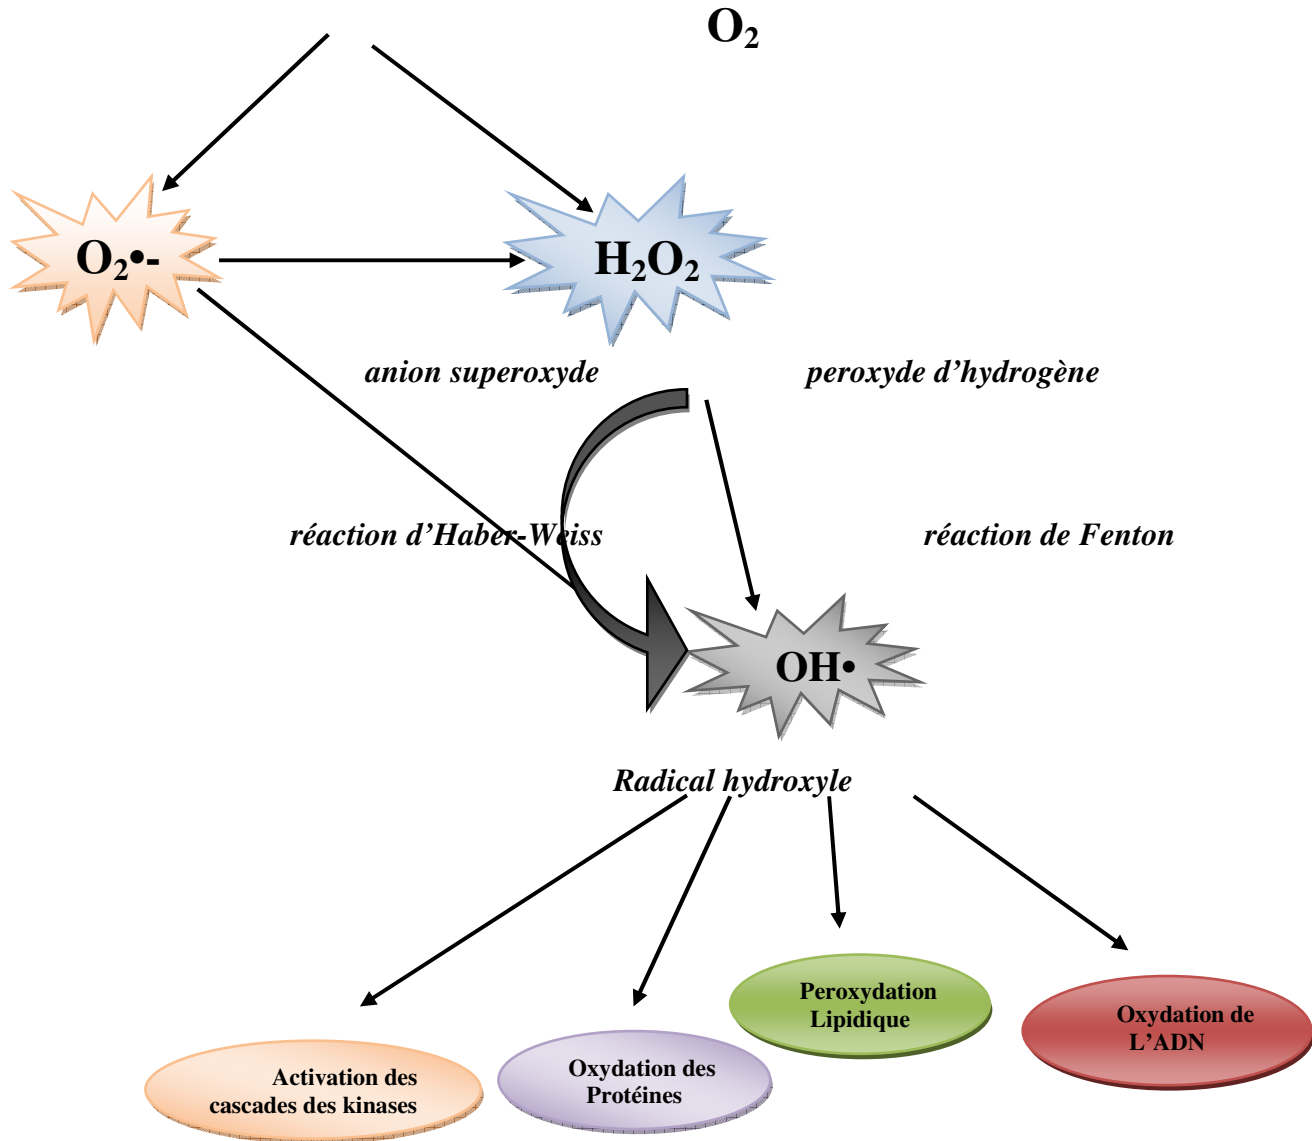 O₂
O₂•-
H₂O₂
anion superoxyde
peroxyde d’hydrogène
réaction d’Haber-Weiss
réaction de Fenton
OH•
Radical hydroxyle
Activation des
cascades des kinases
Oxydation des
Protéines
Peroxydation
Lipidique
Oxydation de
L’ADN